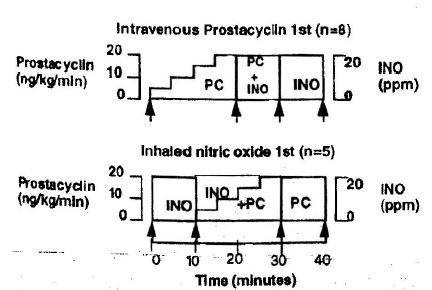 Intravenous Prostacyclin 1st (n=8)
Prostacyclin
(ng/kg/min)
20
10
0
PC
PC
+
INO
INO
20
0
INO
(ppm)
Inhaled nitric oxide 1st (n=5)
Prostacyclin
(ng/kg/min)
20
10
0
INO
INO
+PC
PC
20
0
INO
(ppm)
0 10 20 30 40
Time (minutes)